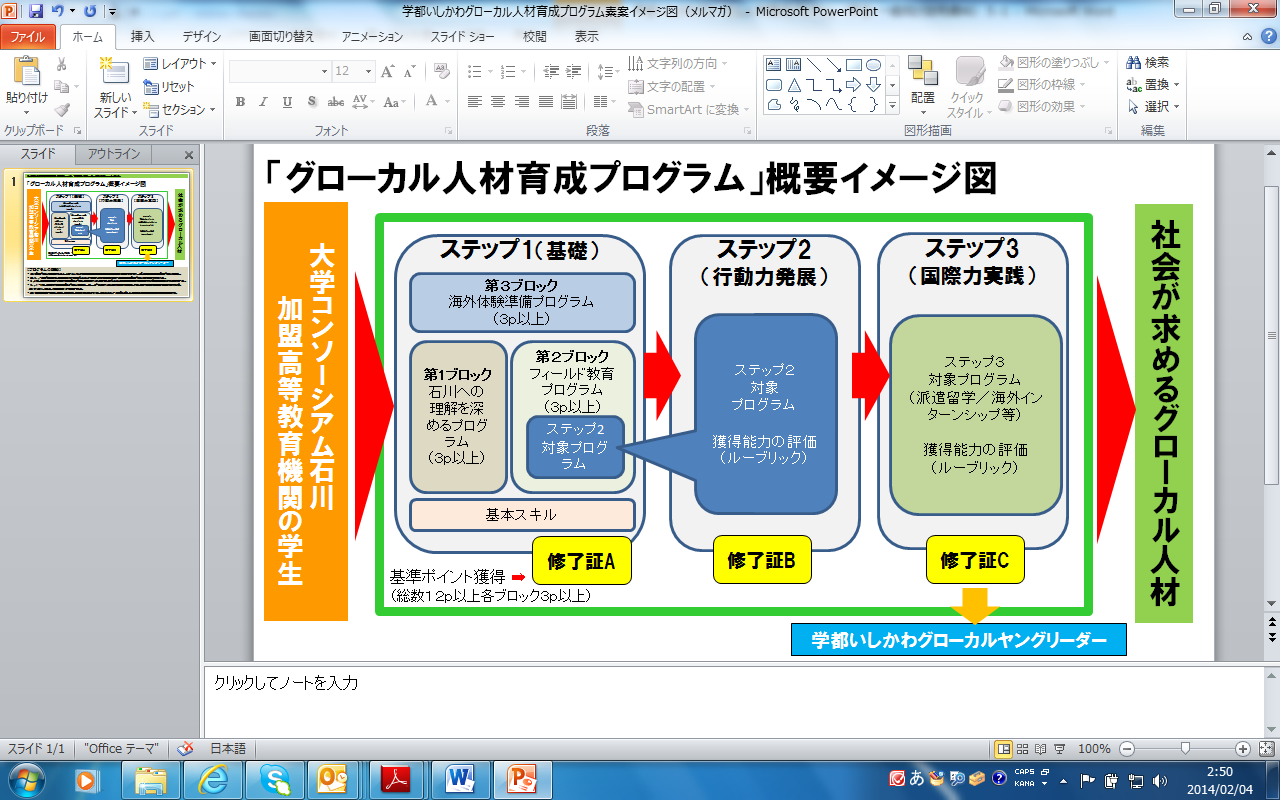 学都いしかわグローカル人材育成プログラム素案イメージ図（メルマガ） - Microsoft PowerPoint
ファイル ホーム 挿入 デザイン 画面切り替え アニメーション スライド ショー 校閲 表示
貼り付け
新しい
スライド
レイアウト
リセット
セクション
12
B I U S abc AV Aa A
文字列の方向
文字の配置
SmartArt に変換
配置
クイック
スタイル
図形の塗りつぶし
図形の枠線
図形の効果
検索
置換
選択
クリップボード スライド フォント 段落 図形描画 編集
スライド アウトライン
1
「グローカル人材育成プログラム」概要イメージ図
大学コンソーシアム石川
加盟高等教育機関の学生
ステップ1（基礎）
第３ブロック
海外体験準備プログラム
（3p以上）
第1ブロック
石川への
理解を深
めるプログ
ラム
（3p以上）
第２ブロック
フィールド教育
プログラム
（3p以上）
ステップ2
対象プログ
ラム
基本スキル
修了証A
基準ポイント獲得
（総数12p以上各ブロック3p以上）
ステップ2
（行動力発展）
ステップ２
対象
プログラム
獲得能力の評価
（ルーブリック）
修了証B
ステップ3
（国際力実践）
ステップ３
対象プログラム
（派遣留学／海外イン
ターンシップ等）
獲得能力の評価
（ルーブリック）
修了証C
学都いしかわグローカルヤングリーダー
社会が求めるグローカル人材
クリックしてノートを入力
スライド 1/1 "Office テーマ" 日本語 100%
あ CAPS
KANA
2:50
2014/02/04